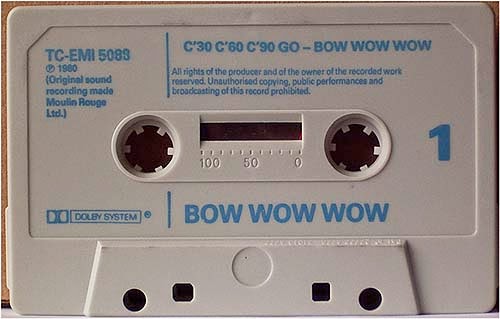 TC-EMI 5088
℗ 1980
(Original sound
recording made
Moulin Rouge
Ltd.)
C'30 C'60 C'90 GO – BOW WOW WOW
All rights of the producer and of the owner of the recorded work
reserved. Unauthorised copying, public performances and
broadcasting of this record prohibited.
100 50 0
1
DOLBY SYSTEM ®
BOW WOW WOW